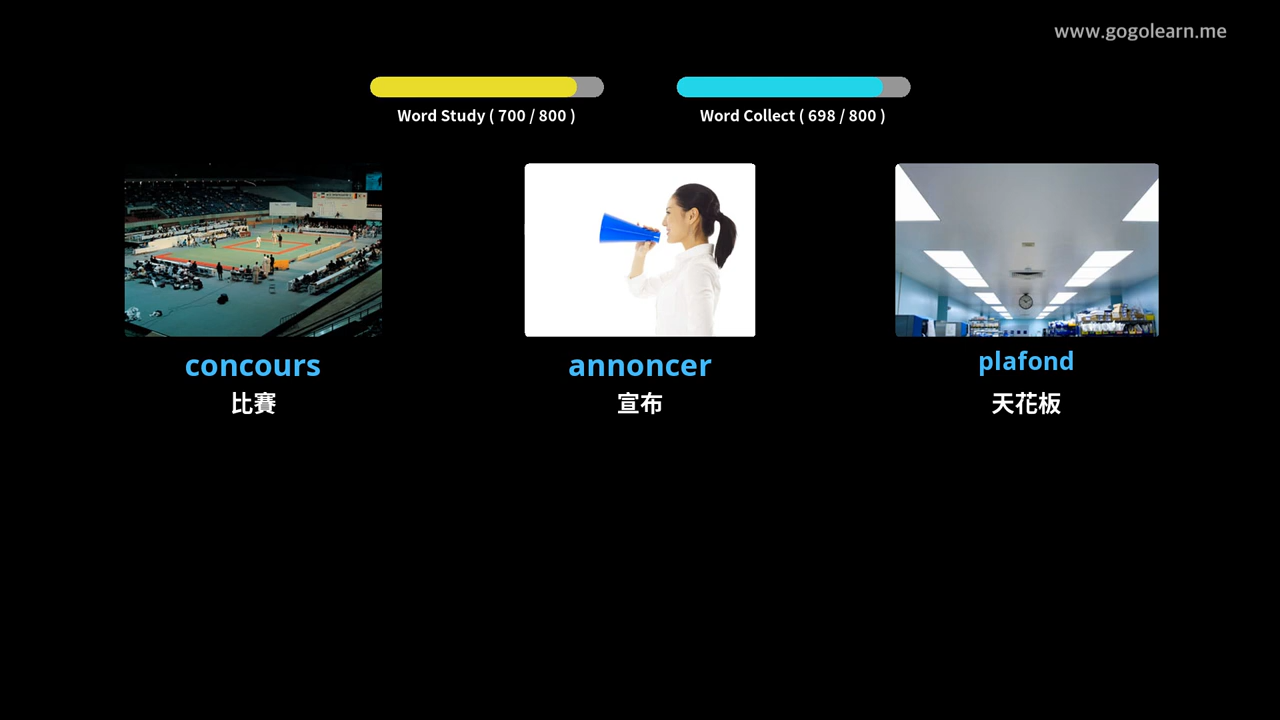 www.gogolearn.me
Word Study ( 700 / 800 )
Word Collect ( 698 / 800 )
concours
比賽
annoncer
宣布
plafond
天花板